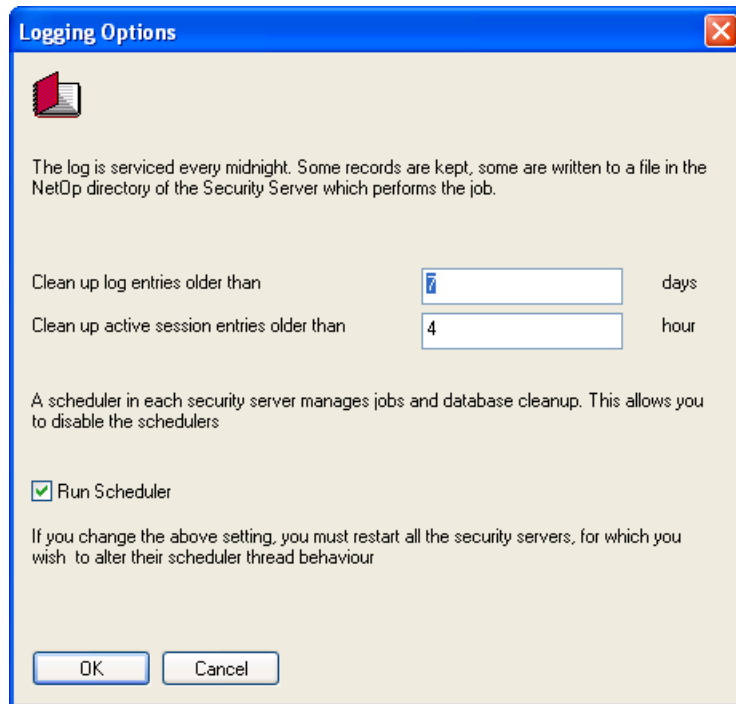 Logging Options
The log is serviced every midnight. Some records are kept, some are written to a file in the
NetOp directory of the Security Server which performs the job.
Clean up log entries older than 7 days
Clean up active session entries older than 4 hour
A scheduler in each security server manages jobs and database cleanup. This allows you
to disable the schedulers
Run Scheduler
If you change the above setting, you must restart all the security servers, for which you
wish  to alter their scheduler thread behaviour
OK Cancel